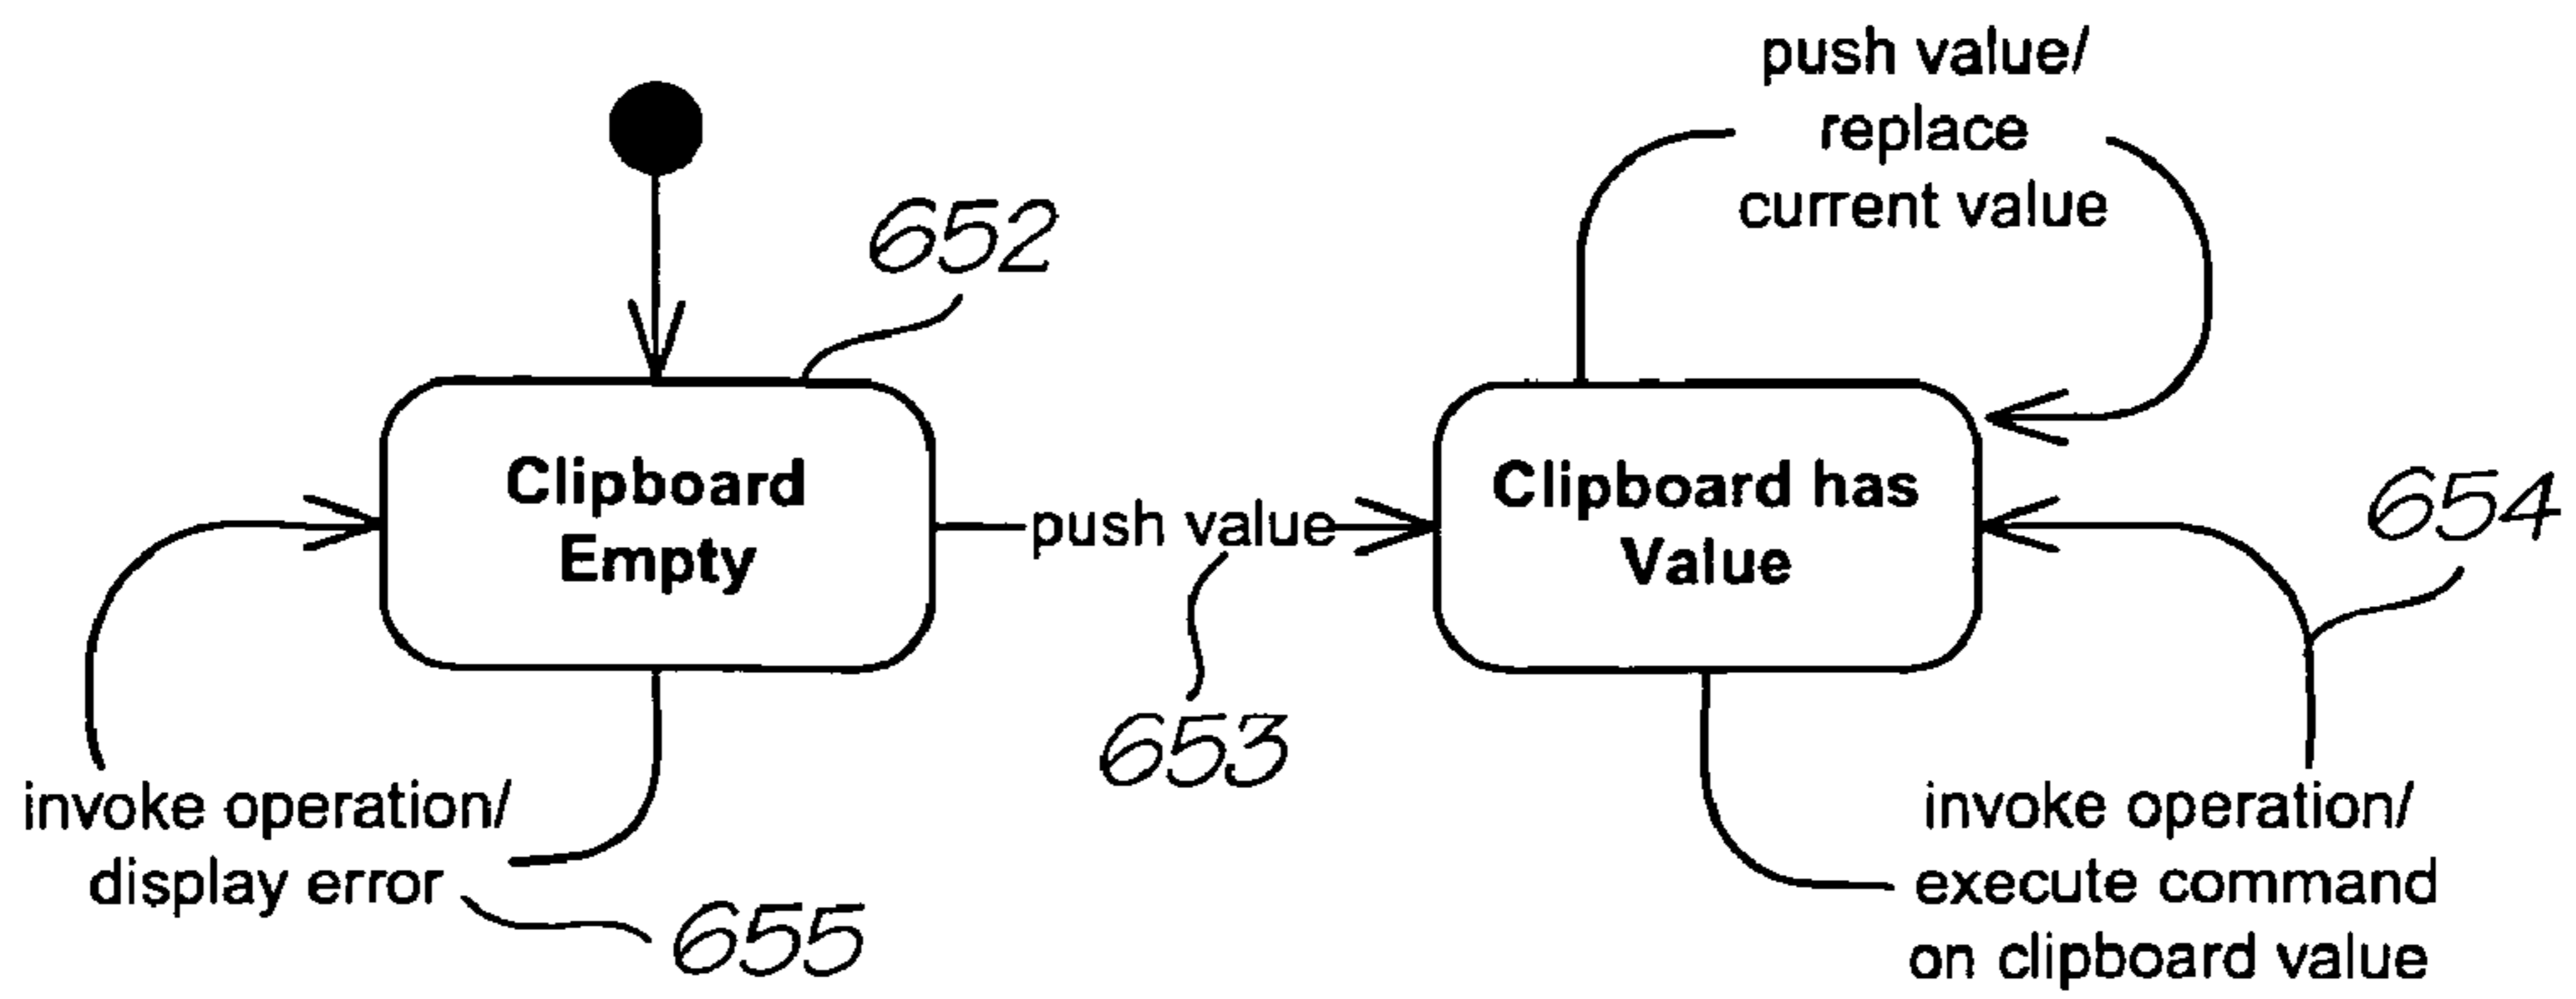 push value/
replace
current value
652
Clipboard
Empty
push value
Clipboard has
Value
654
653
invoke operation/
display error
655
invoke operation/
execute command
on clipboard value